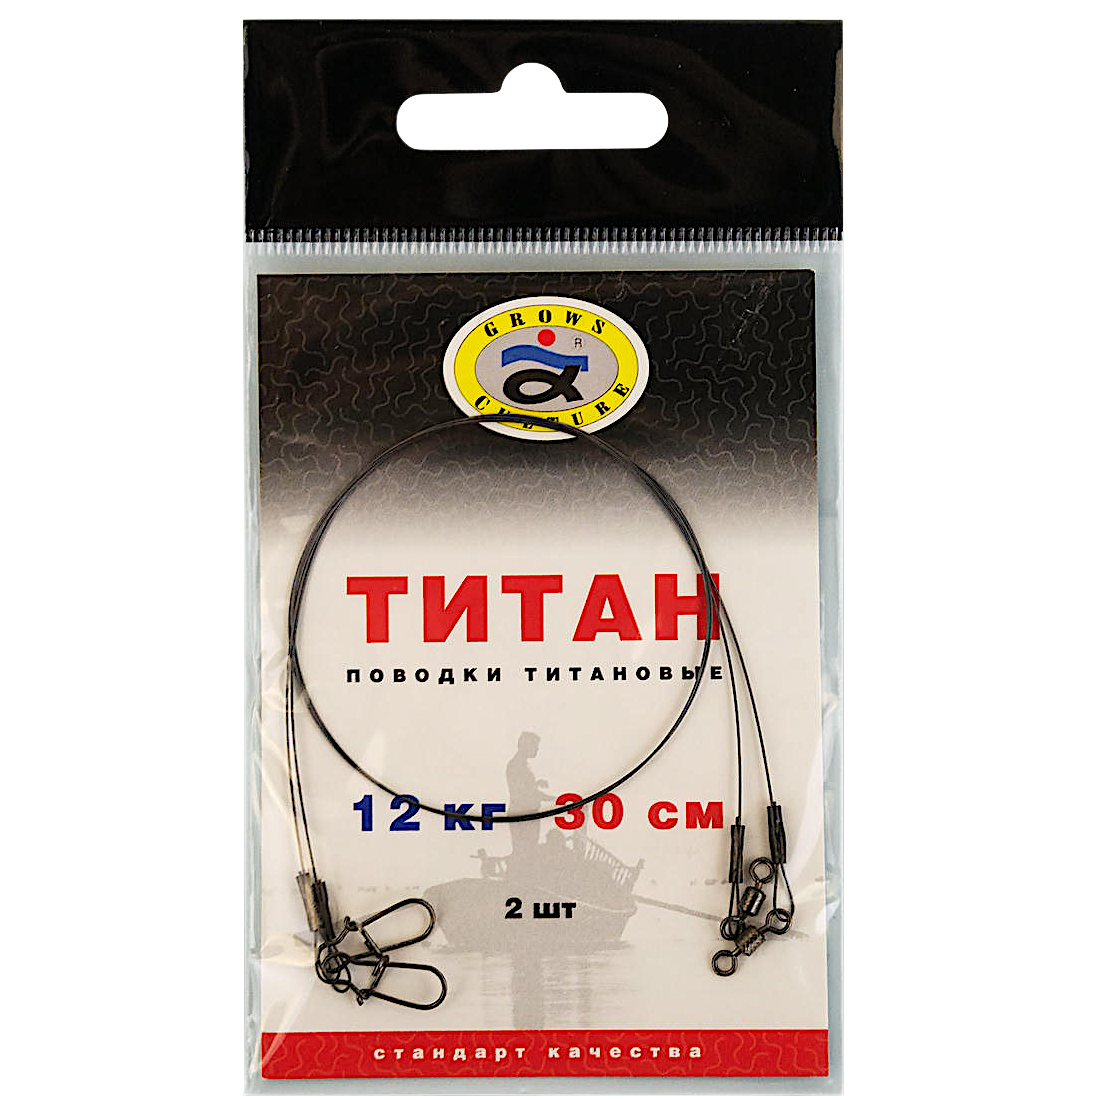 GROWS
®
CULTURE
ТИТАН
ПОВОДКИ ТИТАНОВЫЕ
12 кг 30 см
2 шт
стандарт качества